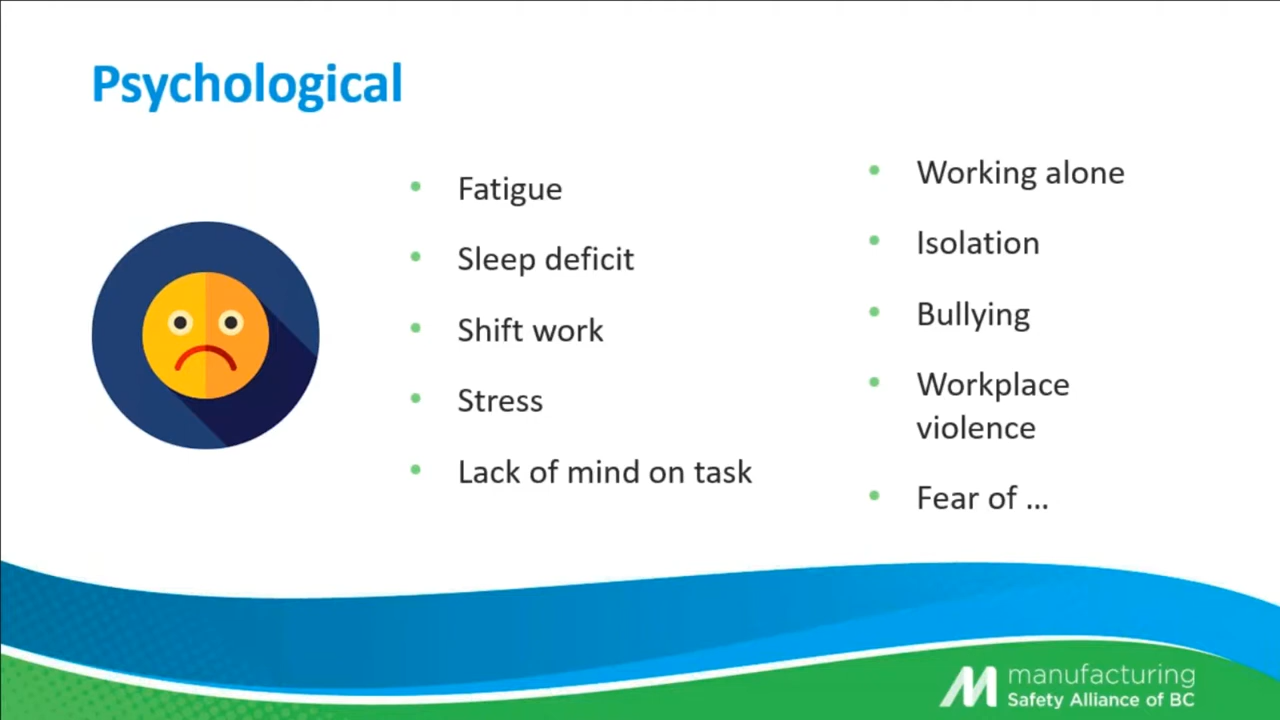 Psychological
• Fatigue
• Sleep deficit
• Shift work
• Stress
• Lack of mind on task
• Working alone
• Isolation
• Bullying
• Workplace
violence
• Fear of ...
manufacturing
Safety Alliance of BC